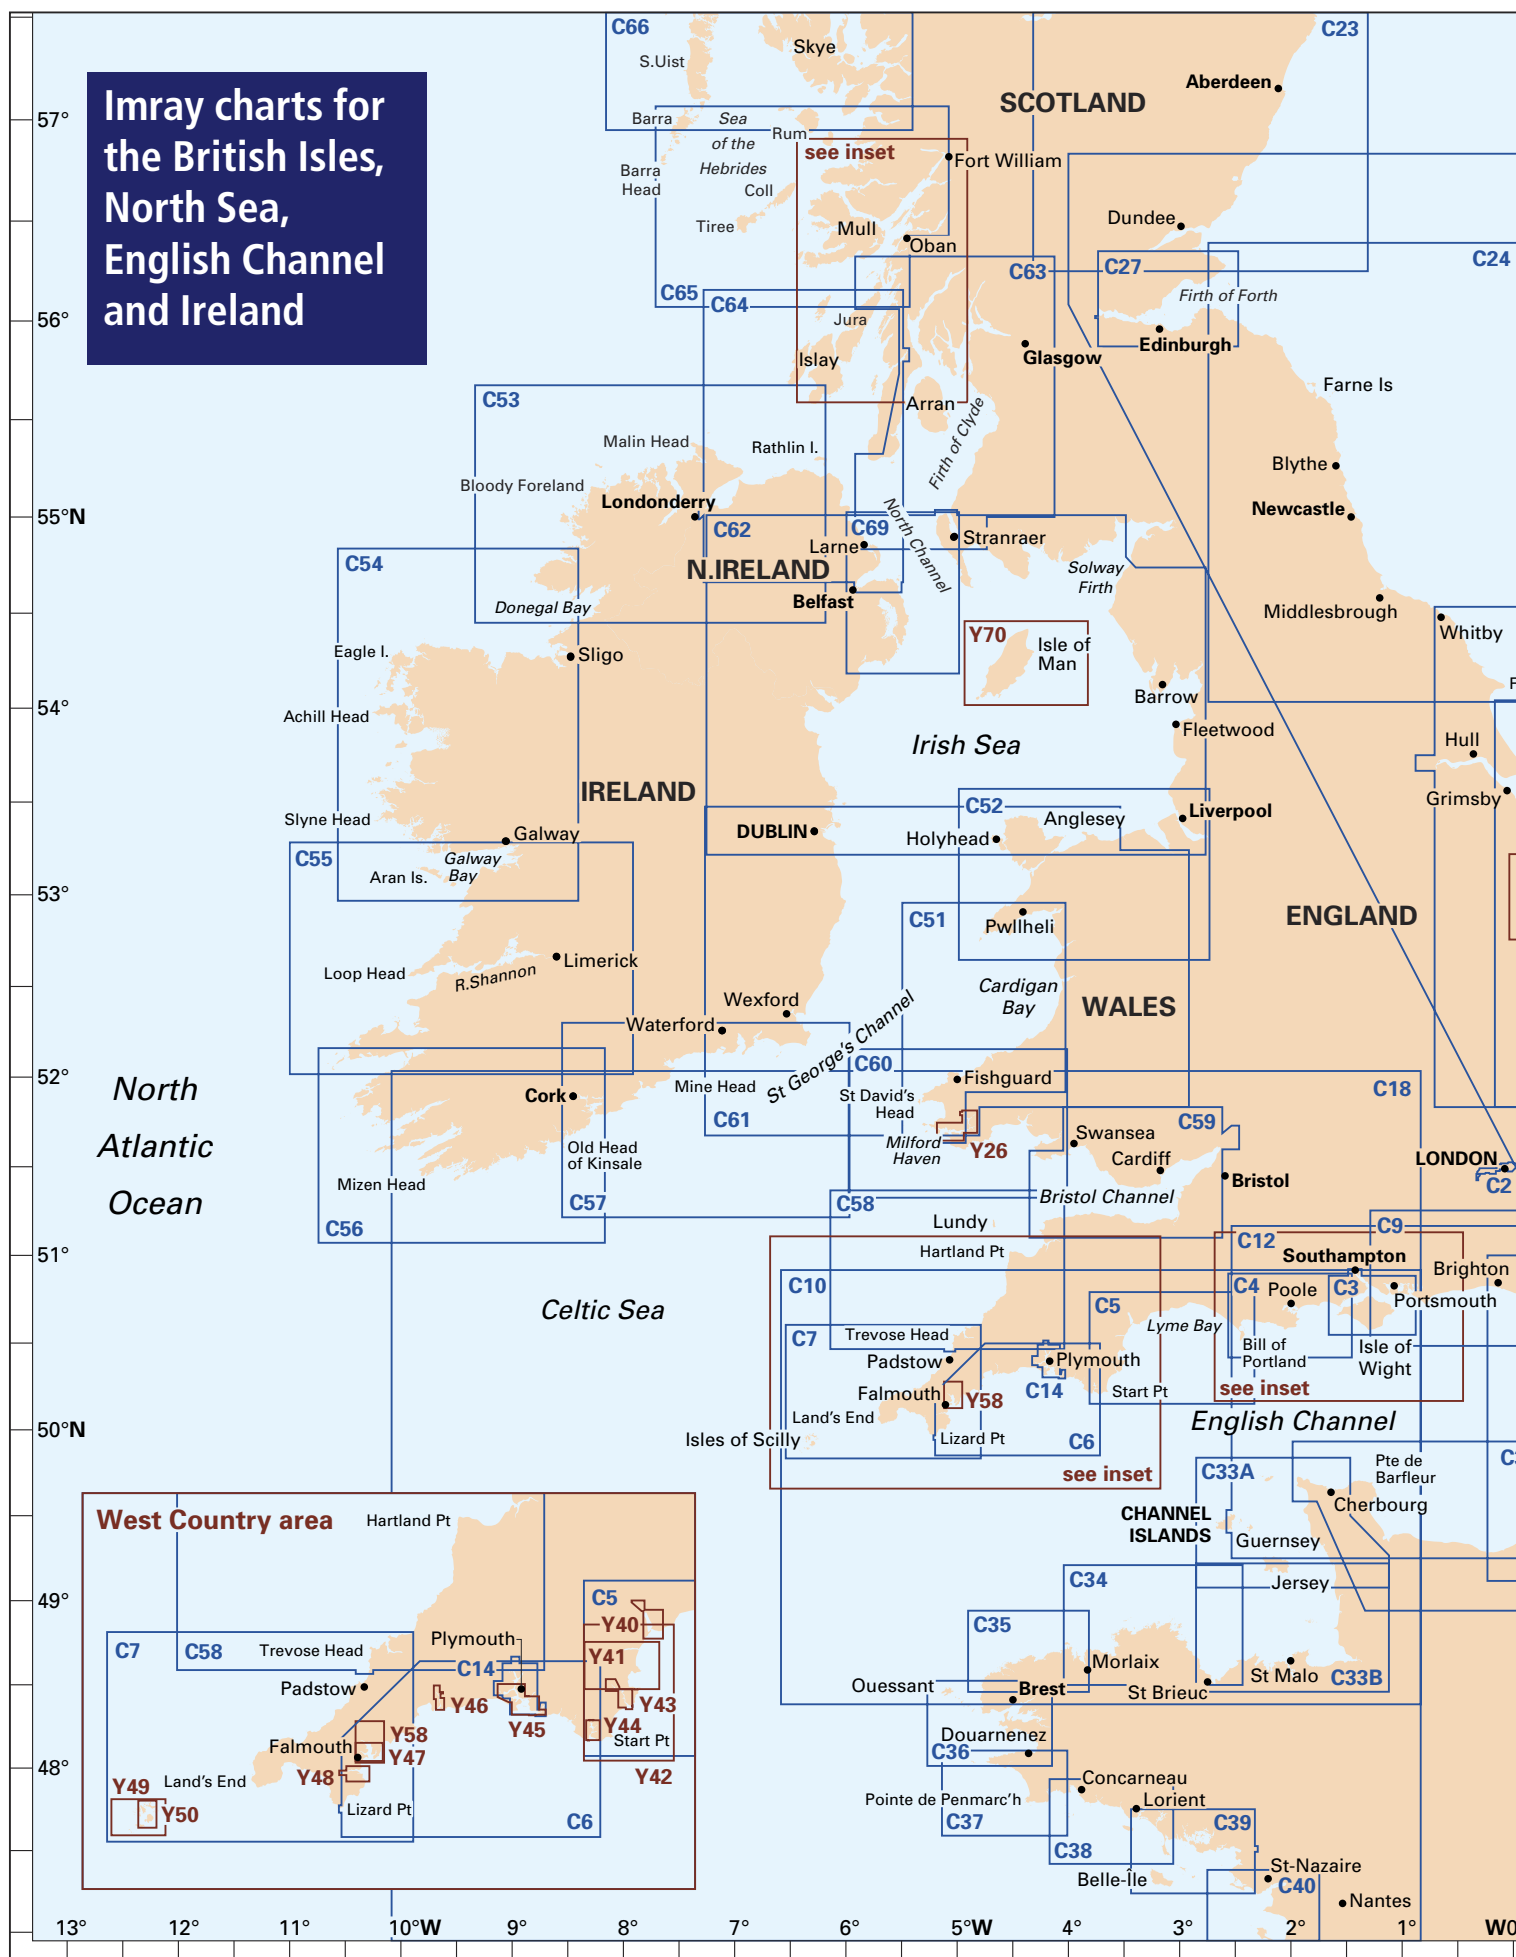 Imray charts for
the British Isles,
North Sea,
English Channel
and Ireland
C66
Skye
S.Uist
C23
Aberdeen
SCOTLAND
57°
Barra
Sea
of the
Hebrides
Rum
see inset
Fort William
Barra
Head
Coll
Tiree
Mull
Oban
Dundee
C63
C27
C24
Firth of Forth
C65
C64
56°
Jura
Edinburgh
Glasgow
Islay
Farne Is
C53
Arran
Firth of Clyde
Malin Head
Rathlin I.
Blythe
Bloody Foreland
Londonderry
55°N
Newcastle
C62
C69
North Channel
Stranraer
Larne
C54
N.IRELAND
Solway
Firth
Belfast
Donegal Bay
Middlesbrough
Whitby
Y70
Isle of
Man
Eagle I.
Sligo
Barrow
54°
Achill Head
Fleetwood
Irish Sea
Hull
IRELAND
Grimsby
C52
Liverpool
Slyne Head
Galway
DUBLIN
Anglesey
Holyhead
C55
Galway
Bay
Aran Is.
53°
C51
ENGLAND
Pwllheli
Limerick
Loop Head
R.Shannon
Cardigan
Bay
WALES
Wexford
Waterford
St George's Channel
C60
52°
Fishguard
North
Atlantic
Ocean
Mine Head
C18
Cork
St David's
Head
C61
C59
Swansea
Milford
Haven
Y26
Old Head
of Kinsale
Cardiff
LONDON
C2
Mizen Head
Bristol
C57
C58
Bristol Channel
C56
Lundy
C9
51°
Hartland Pt
C12
Southampton
Brighton
C10
C4
C3
Poole
Portsmouth
Celtic Sea
C5
Lyme Bay
C7
Trevose Head
Bill of
Portland
Isle of
Wight
Padstow
Plymouth
C14
Start Pt
see inset
Falmouth
Y58
Land's End
English Channel
50°N
Isles of Scilly
Lizard Pt
C6
see inset
C33A
Pte de
Barfleur
Cherbourg
CHANNEL
ISLANDS
Guernsey
West Country area
Hartland Pt
49°
C34
Jersey
C5
C35
Y40
C7
C58
Trevose Head
Plymouth
Y41
Morlaix
C14
St Malo
C33B
Padstow
Ouessant
Brest
St Brieuc
Y46
Y43
Y45
Y44
Y58
Start Pt
Douarnenez
Falmouth
Y47
C36
48°
Y48
Y42
Y49
Land's End
Concarneau
Y50
Lizard Pt
Pointe de Penmarc'h
Lorient
C6
C37
C39
C38
Belle-Île
St-Nazaire
C40
Nantes
13° 12° 11° 10°W 9° 8° 7° 6° 5°W 4° 3° 2° 1° W0